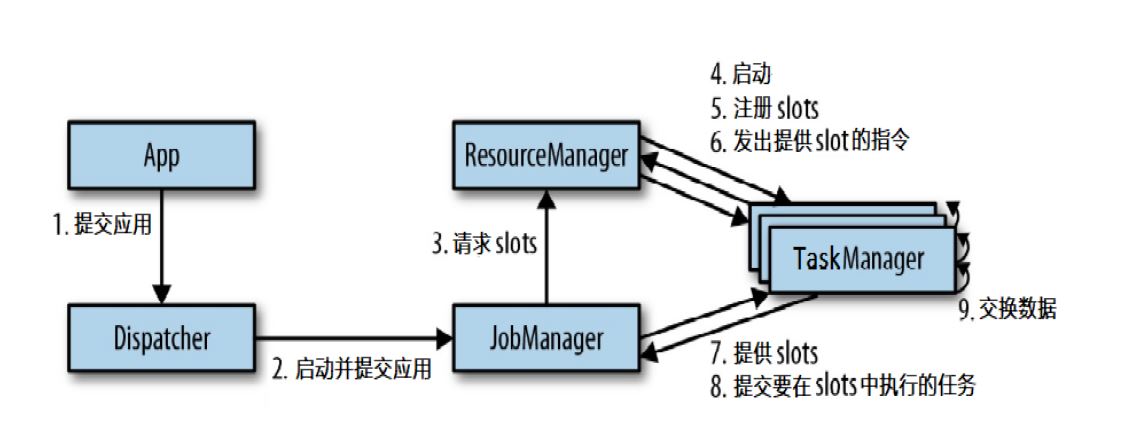 4. 启动
5. 注册 slots
6. 发出提供 slot 的指令
App
ResourceManager
1. 提交应用
3. 请求 slots
TaskManager
9. 交换数据
Dispatcher
JobManager
2. 启动并提交应用
7. 提供 slots
8. 提交要在 slots 中执行的任务